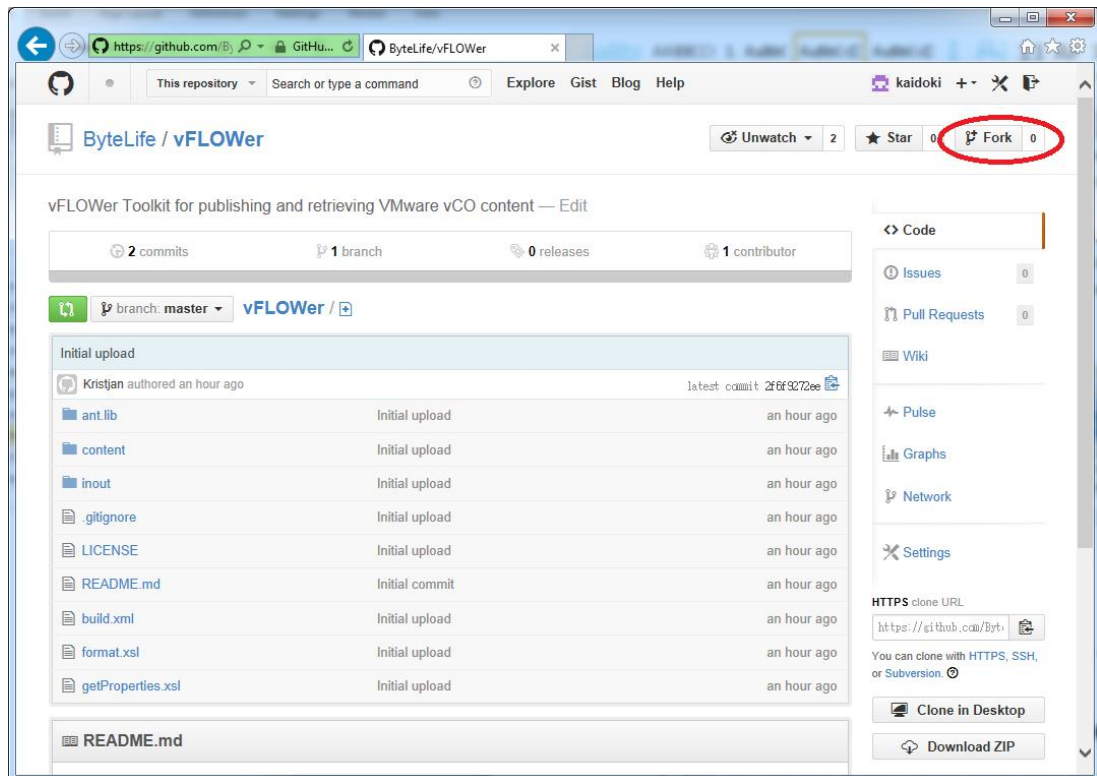 https://github.com/By GitHu... ByteLife/vFLOWer
This repository Search or type a command Explore Gist Blog Help kaidoki
ByteLife / vFLOWer Unwatch 2 Star 0 Fork 0
vFLOWer Toolkit for publishing and retrieving VMware vCO content — Edit
2 commits 1 branch 0 releases 1 contributor
branch: master vFLOWer /
Initial upload
Kristjan authored an hour ago latest commit 2f6f9272ee
ant.lib Initial upload an hour ago
content Initial upload an hour ago
inout Initial upload an hour ago
.gitignore Initial upload an hour ago
LICENSE Initial upload an hour ago
README.md Initial commit an hour ago
build.xml Initial upload an hour ago
format.xsl Initial upload an hour ago
getProperties.xsl Initial upload an hour ago
README.md
Code
Issues 0
Pull Requests 0
Wiki
Pulse
Graphs
Network
Settings
HTTPS clone URL
https://github.com/Byt
You can clone with HTTPS, SSH,
or Subversion.
Clone in Desktop
Download ZIP